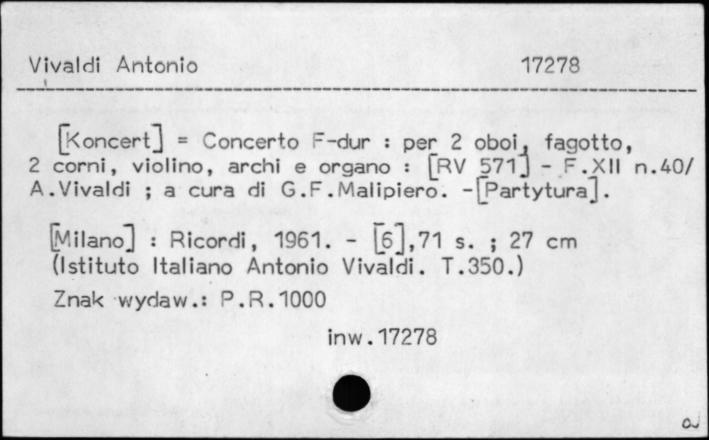 Vivaldi Antonio 17278
[Koncert] = Concerto F-dur : per 2 oboi, fagotto,
2 corni, violino, archi e organo : [RV 571] - F.XII n.40/
A.Vivaldi ; a cura di G.F.Malipiero. -[Partytura].
[Milano] : Ricordi, 1961. - [6],71 s. ; 27 cm
(Istituto Italiano Antonio Vivaldi. T.350.)
Znak wydaw.: P.R.1000
inw.17278